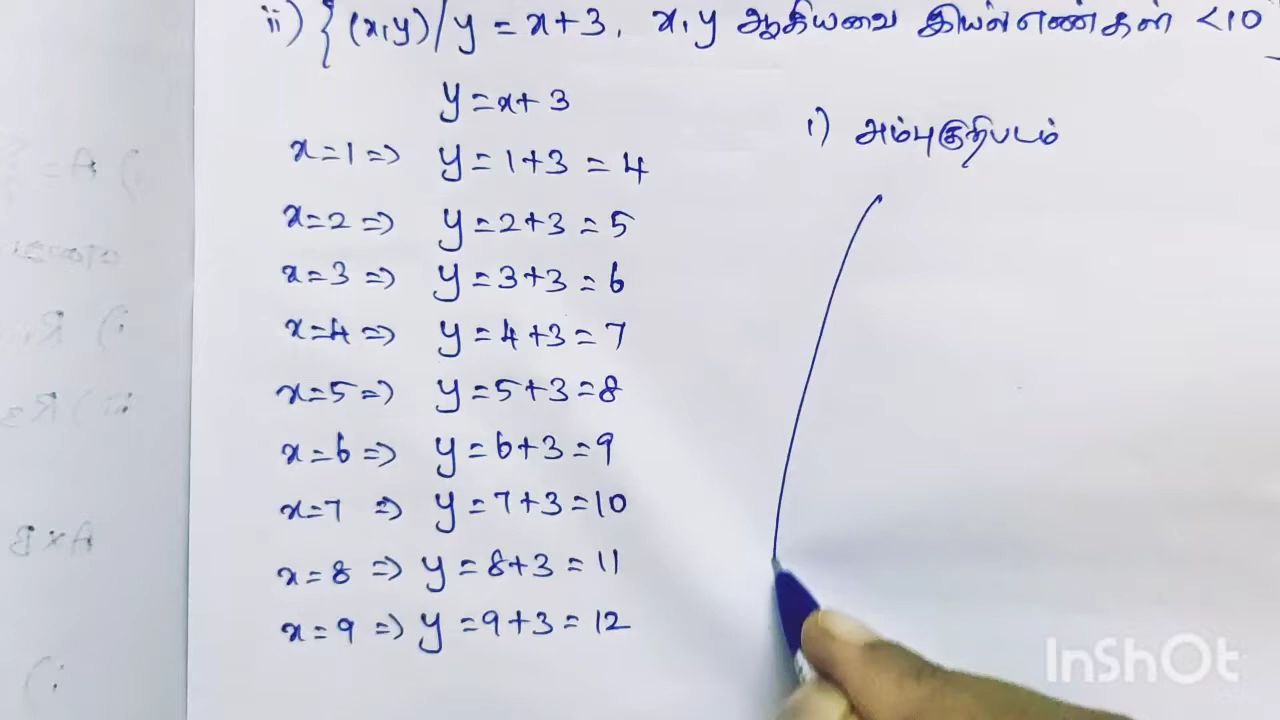 ii) { (x,y) / y = x+3, x,y ஆகியவை இயல் எண்கள் <10
y = x+3
x=1 => y = 1+3 = 4
x=2 => y = 2+3 = 5
x=3 => y = 3+3 = 6
x=4 => y = 4+3 = 7
x=5 => y = 5+3 = 8
x=6 => y = 6+3 = 9
x=7 => y = 7+3 = 10
x=8 => y = 8+3 = 11
x=9 => y = 9+3 = 12
i) அம்புகுறிபடம்
InShOt